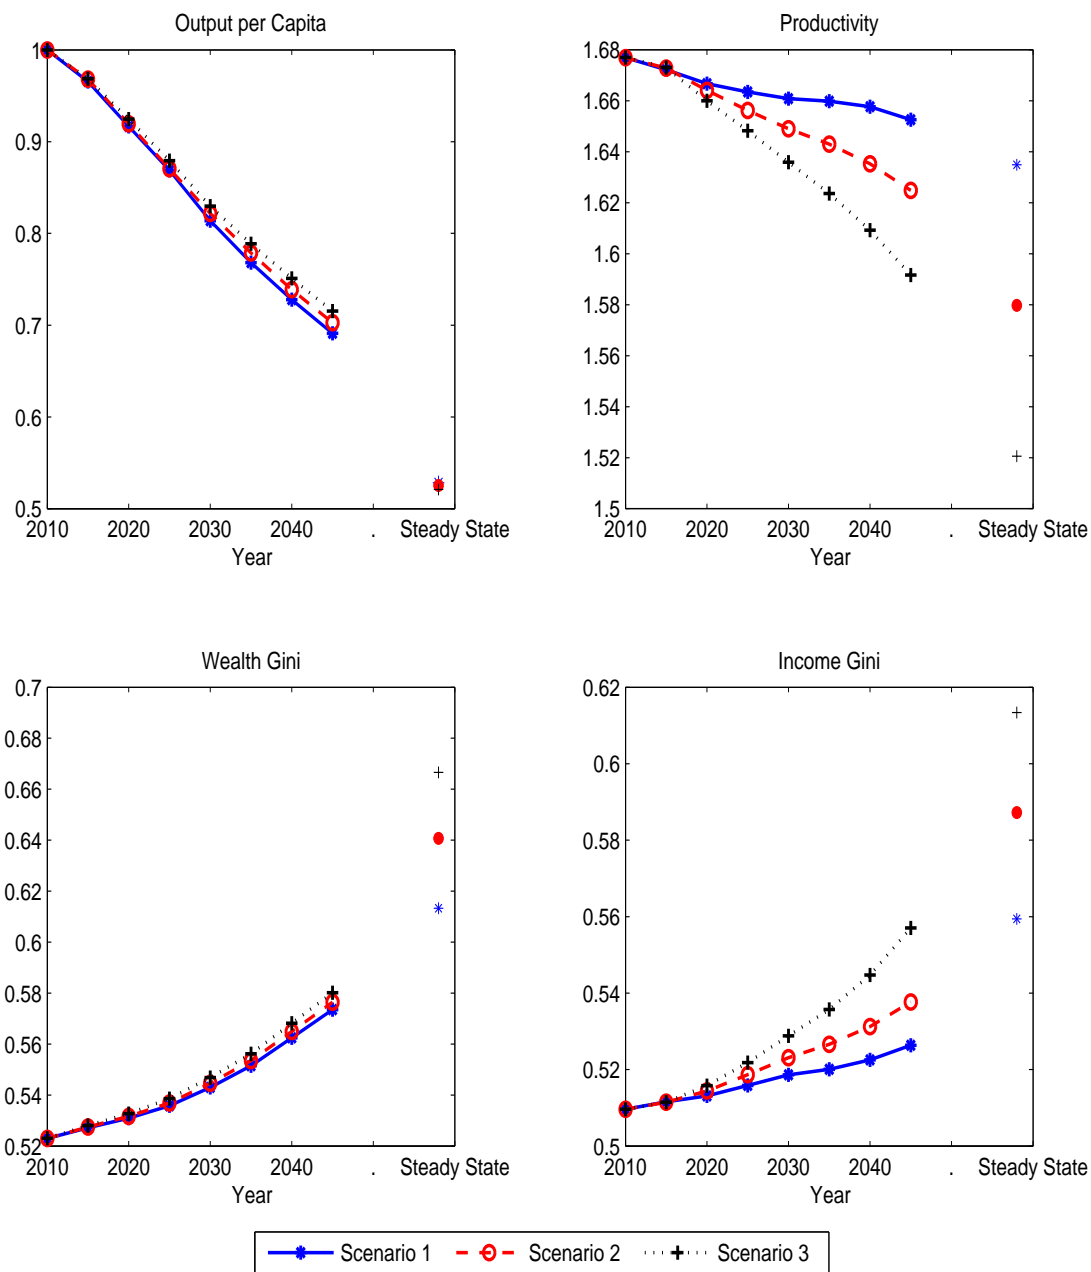 Output per Capita
1
0.9
0.8
0.7
0.6
0.5
2010 2020 2030 2040 . Steady State
Year
Productivity
1.68
1.66
1.64
1.62
1.6
1.58
1.56
1.54
1.52
1.5
2010 2020 2030 2040 . Steady State
Year
Wealth Gini
0.7
0.68
0.66
0.64
0.62
0.6
0.58
0.56
0.54
0.52
2010 2020 2030 2040 . Steady State
Year
Income Gini
0.62
0.6
0.58
0.56
0.54
0.52
0.5
2010 2020 2030 2040 . Steady State
Year
Scenario 1 Scenario 2 Scenario 3